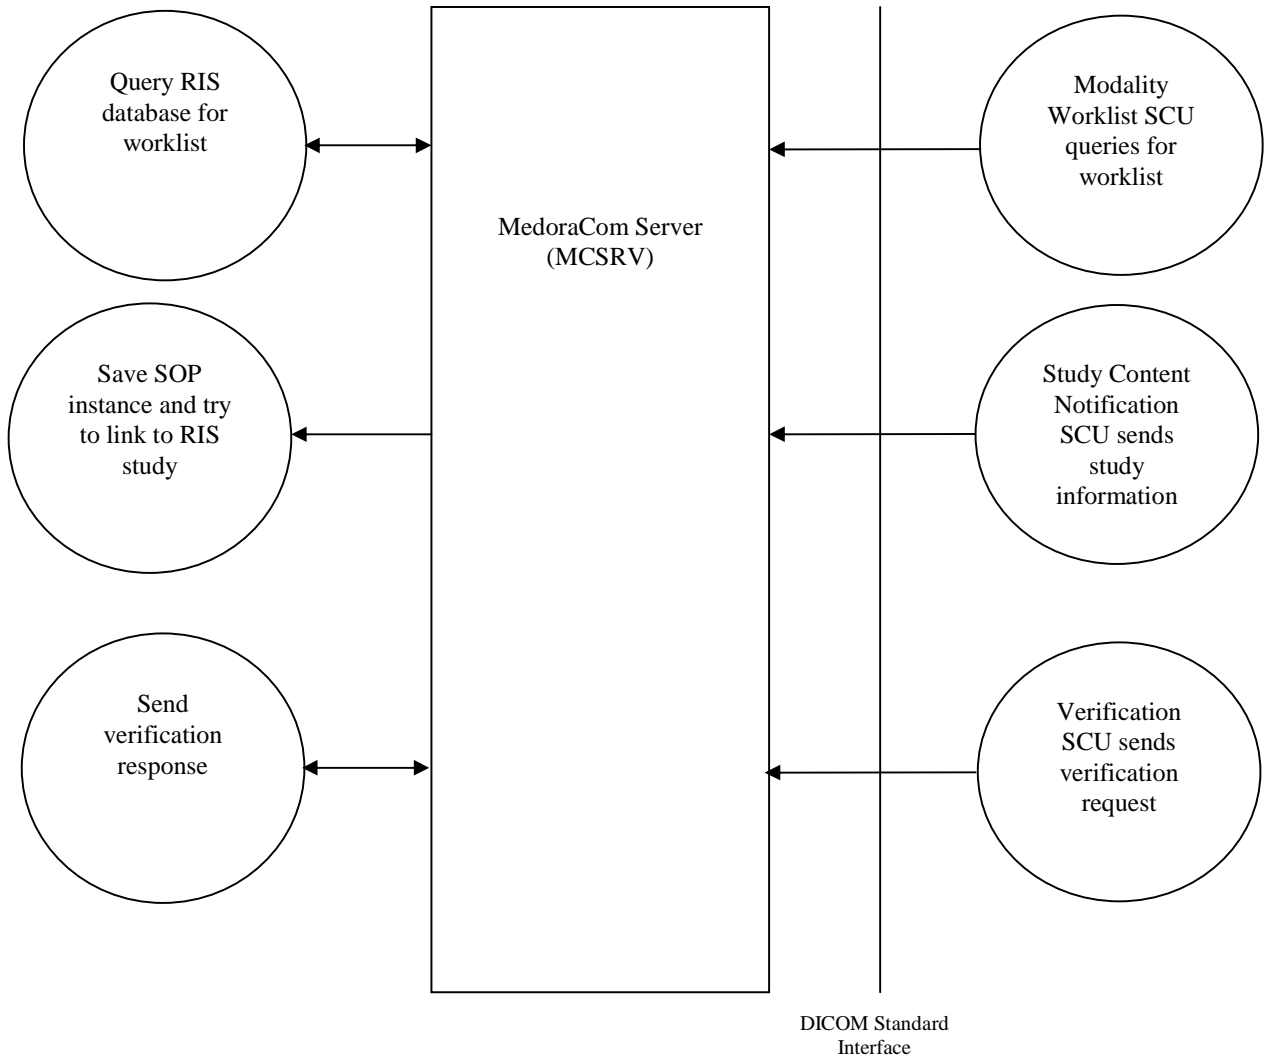 Query RIS
database for
worklist
MedoraCom Server
(MCSRV)
Modality
Worklist SCU
queries for
worklist
Save SOP
instance and try
to link to RIS
study
Study Content
Notification
SCU sends
study
information
Send
verification
response
Verification
SCU sends
verification
request
DICOM Standard
Interface